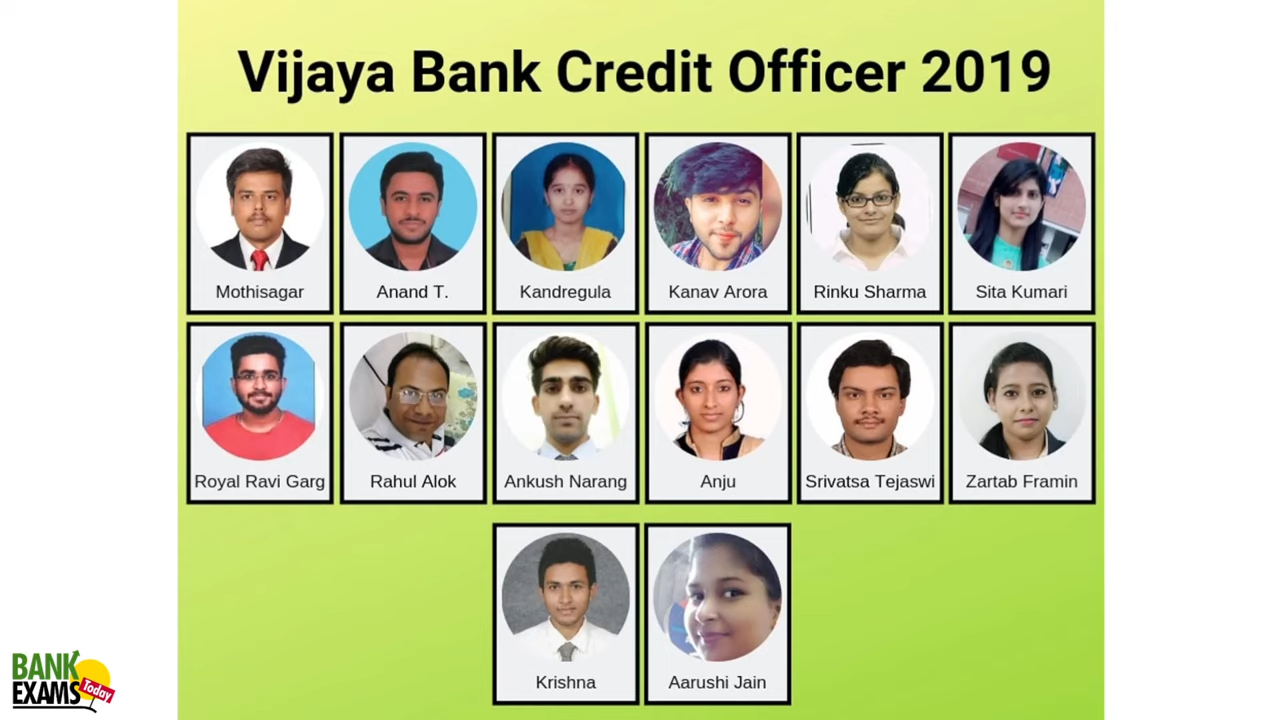 Vijaya Bank Credit Officer 2019
Mothisagar
Anand T.
Kandregula
Kanav Arora
Rinku Sharma
Sita Kumari
Royal Ravi Garg
Rahul Alok
Ankush Narang
Anju
Srivatsa Tejaswi
Zartab Framin
Krishna
Aarushi Jain
BANK
EXAMS
Today